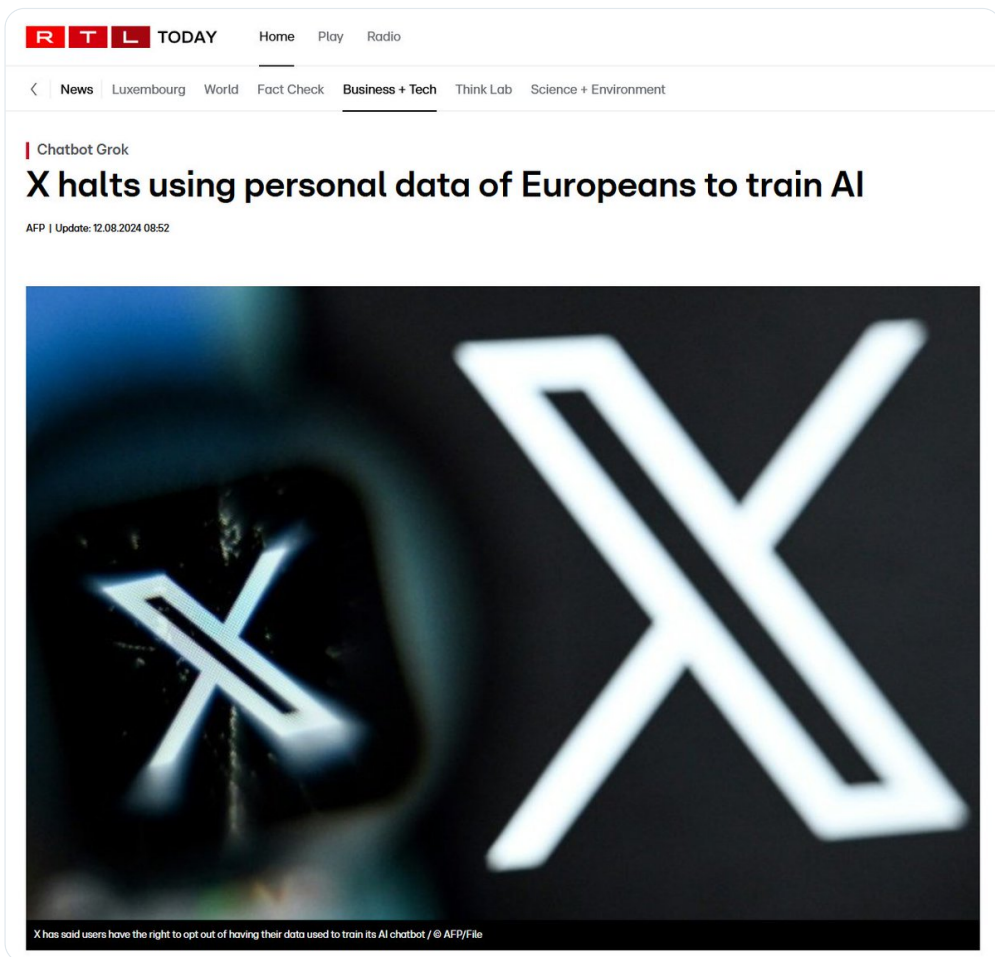 RTL TODAY Home Play Radio
News Luxembourg World Fact Check Business + Tech Think Lab Science + Environment
Chatbot Grok
X halts using personal data of Europeans to train AI
AFP | Update: 12.08.2024 08:52
X has said users have the right to opt out of having their data used to train its AI chatbot / © AFP/File